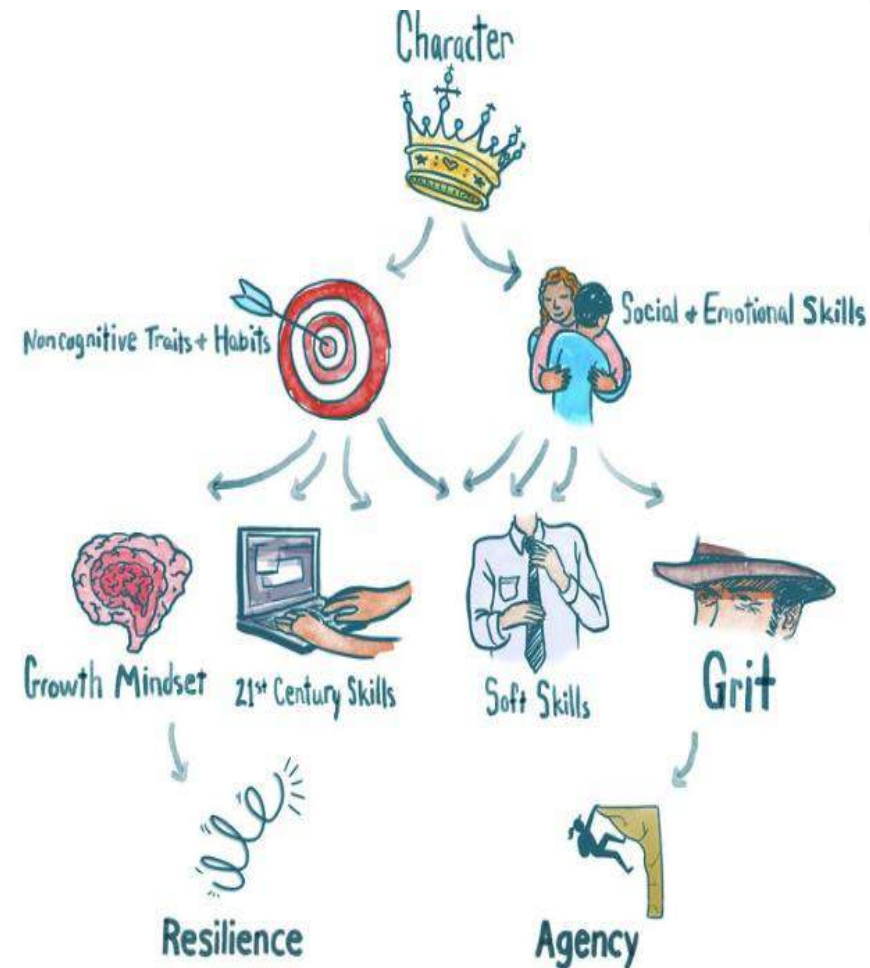 Character
Noncognitive Traits + Habits
Social + Emotional Skills
Growth Mindset
21st Century Skills
Soft Skills
Grit
Resilience
Agency